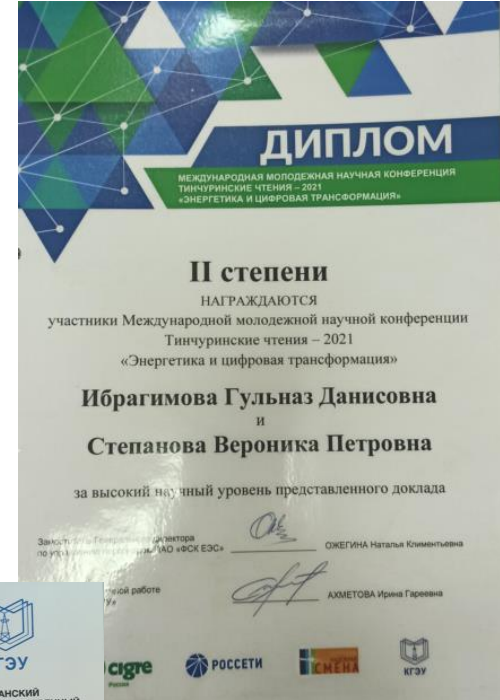 ДИПЛОМ
МЕЖДУНАРОДНАЯ МОЛОДЕЖНАЯ НАУЧНАЯ КОНФЕРЕНЦИЯ
ТИНЧУРИНСКИЕ ЧТЕНИЯ – 2021
«ЭНЕРГЕТИКА И ЦИФРОВАЯ ТРАНСФОРМАЦИЯ»
II степени
НАГРАЖДАЮТСЯ
участники Международной молодежной научной конференции
Тинчуринские чтения – 2021
«Энергетика и цифровая трансформация»
Ибрагимова Гульназ Данисовна
и
Степанова Вероника Петровна
за высокий научный уровень представленного доклада
по ПАО «ФСК ЕЭС»
ОЖЕГИНА Наталья Климентьевна
работе
АХМЕТОВА Ирина Гареевна
КГЭУ
cigre
РОССЕТИ
СМЕНА
КГЭУ